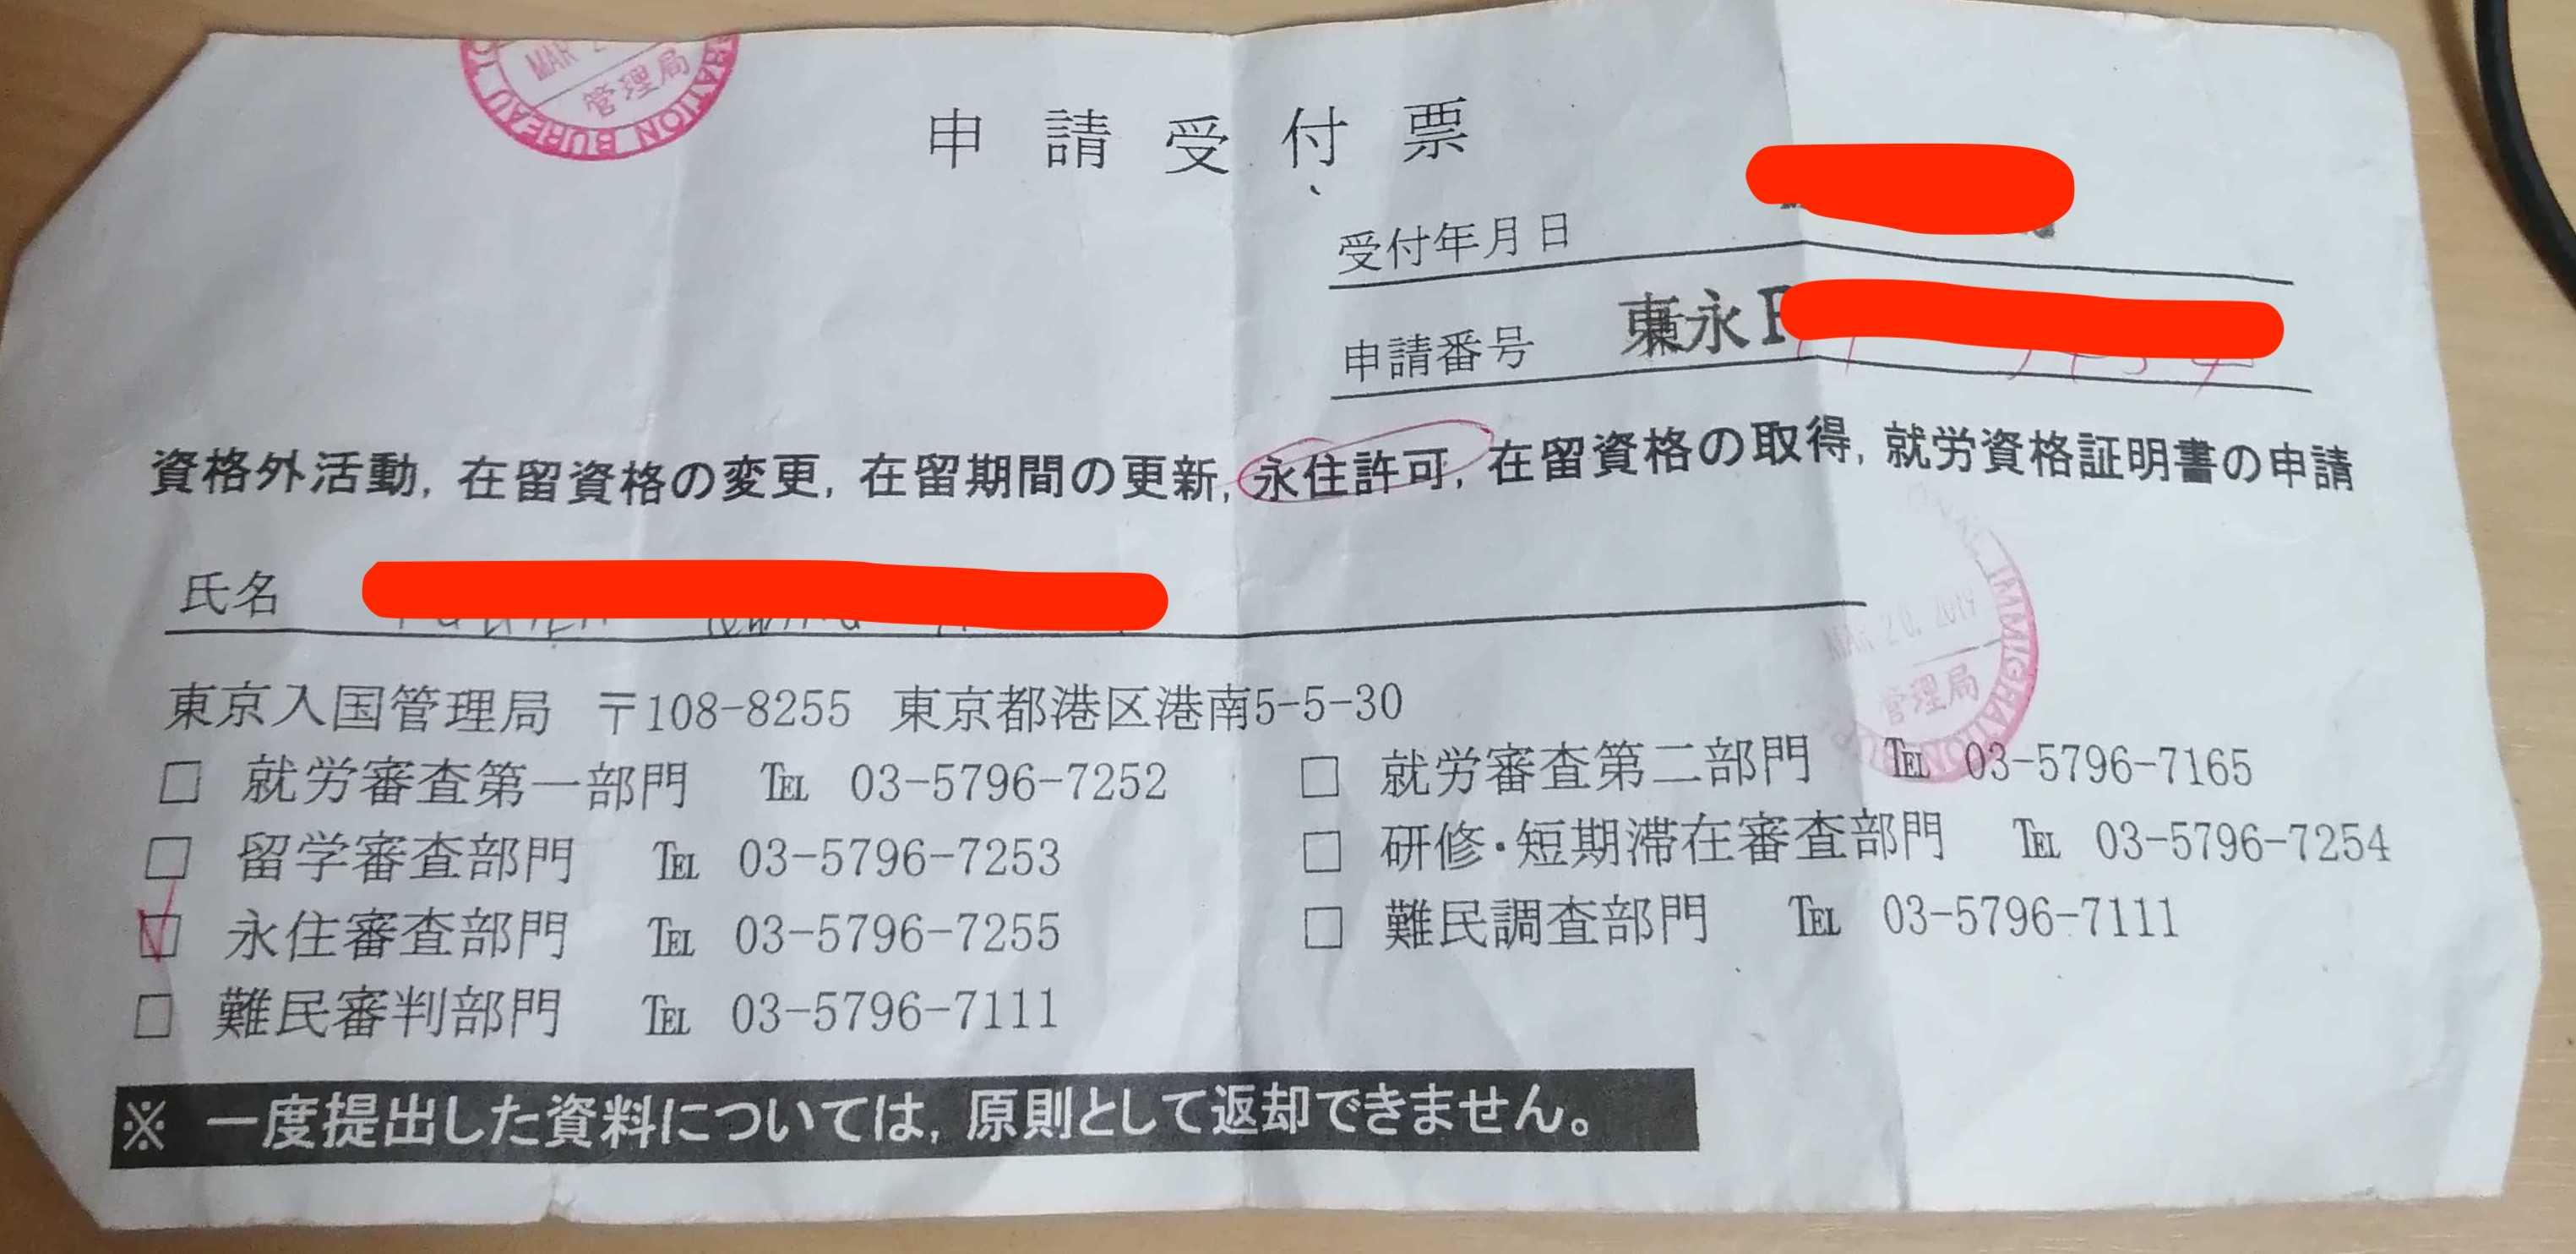 MAR 2
管理局
RATION BUREAU TO
申請受付票
受付年月日
申請番号 東永
資格外活動, 在留資格の変更, 在留期間の更新, 永住許可, 在留資格の取得, 就労資格証明書の申請
氏名
IMMIGRATION BU
MAR 20. 2019
管理局
東京入国管理局 〒108-8255 東京都港区港南5-5-30
□ 就労審査第一部門 ℡ 03-5796-7252 □ 就労審査第二部門 ℡ 03-5796-7165
□ 留学審査部門 ℡ 03-5796-7253 □ 研修・短期滞在審査部門 ℡ 03-5796-7254
☑ 永住審査部門 ℡ 03-5796-7255 □ 難民調査部門 ℡ 03-5796-7111
□ 難民審判部門 ℡ 03-5796-7111
※ 一度提出した資料については, 原則として返却できません。